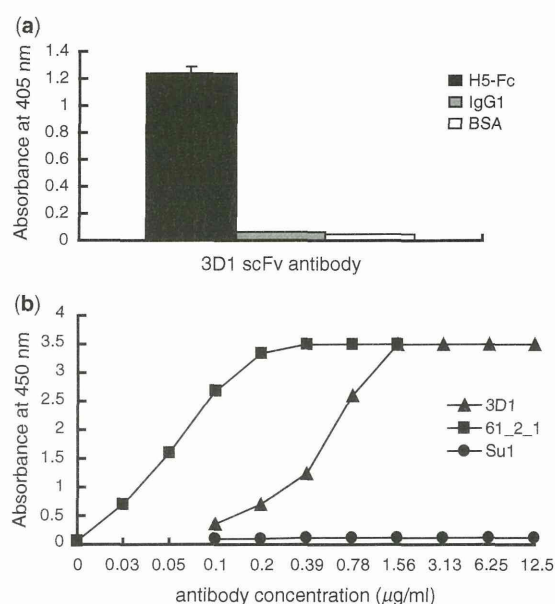 (a)
Absorbance at 405 nm
1.4
1.2
1.0
0.8
0.6
0.4
0.2
0
H5-Fc
IgG1
BSA
3D1 scFv antibody
(b)
Absorbance at 450 nm
4
3.5
3
2.5
2
1.5
1
0.5
0
3D1
61_2_1
Su1
0 0.03 0.05 0.1 0.2 0.39 0.78 1.56 3.13 6.25 12.5
antibody concentration (μg/ml)